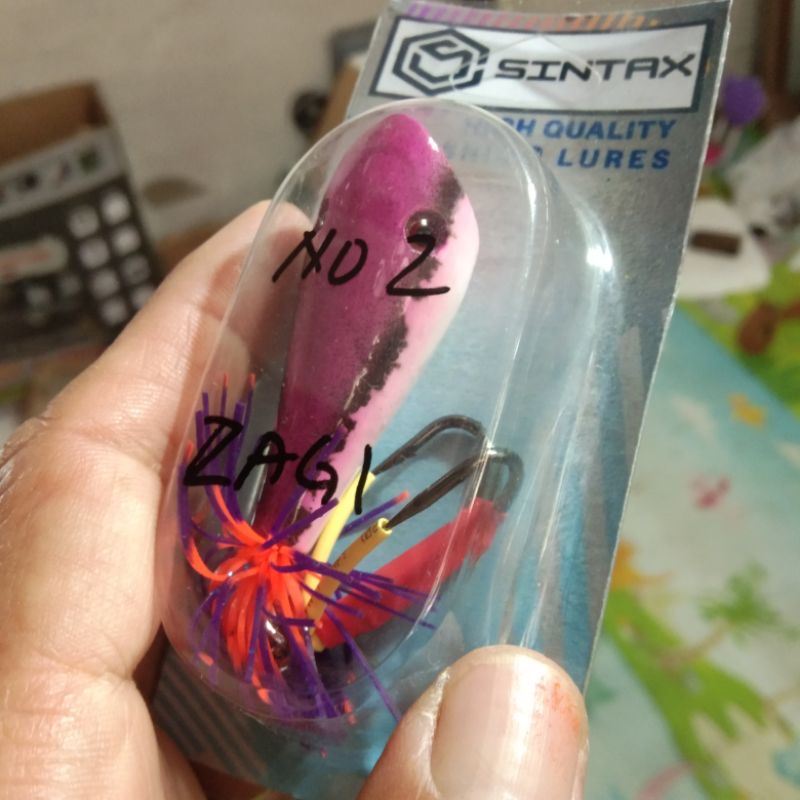 SINTAX
HIGH QUALITY
LURES
NO 2
ZAGI